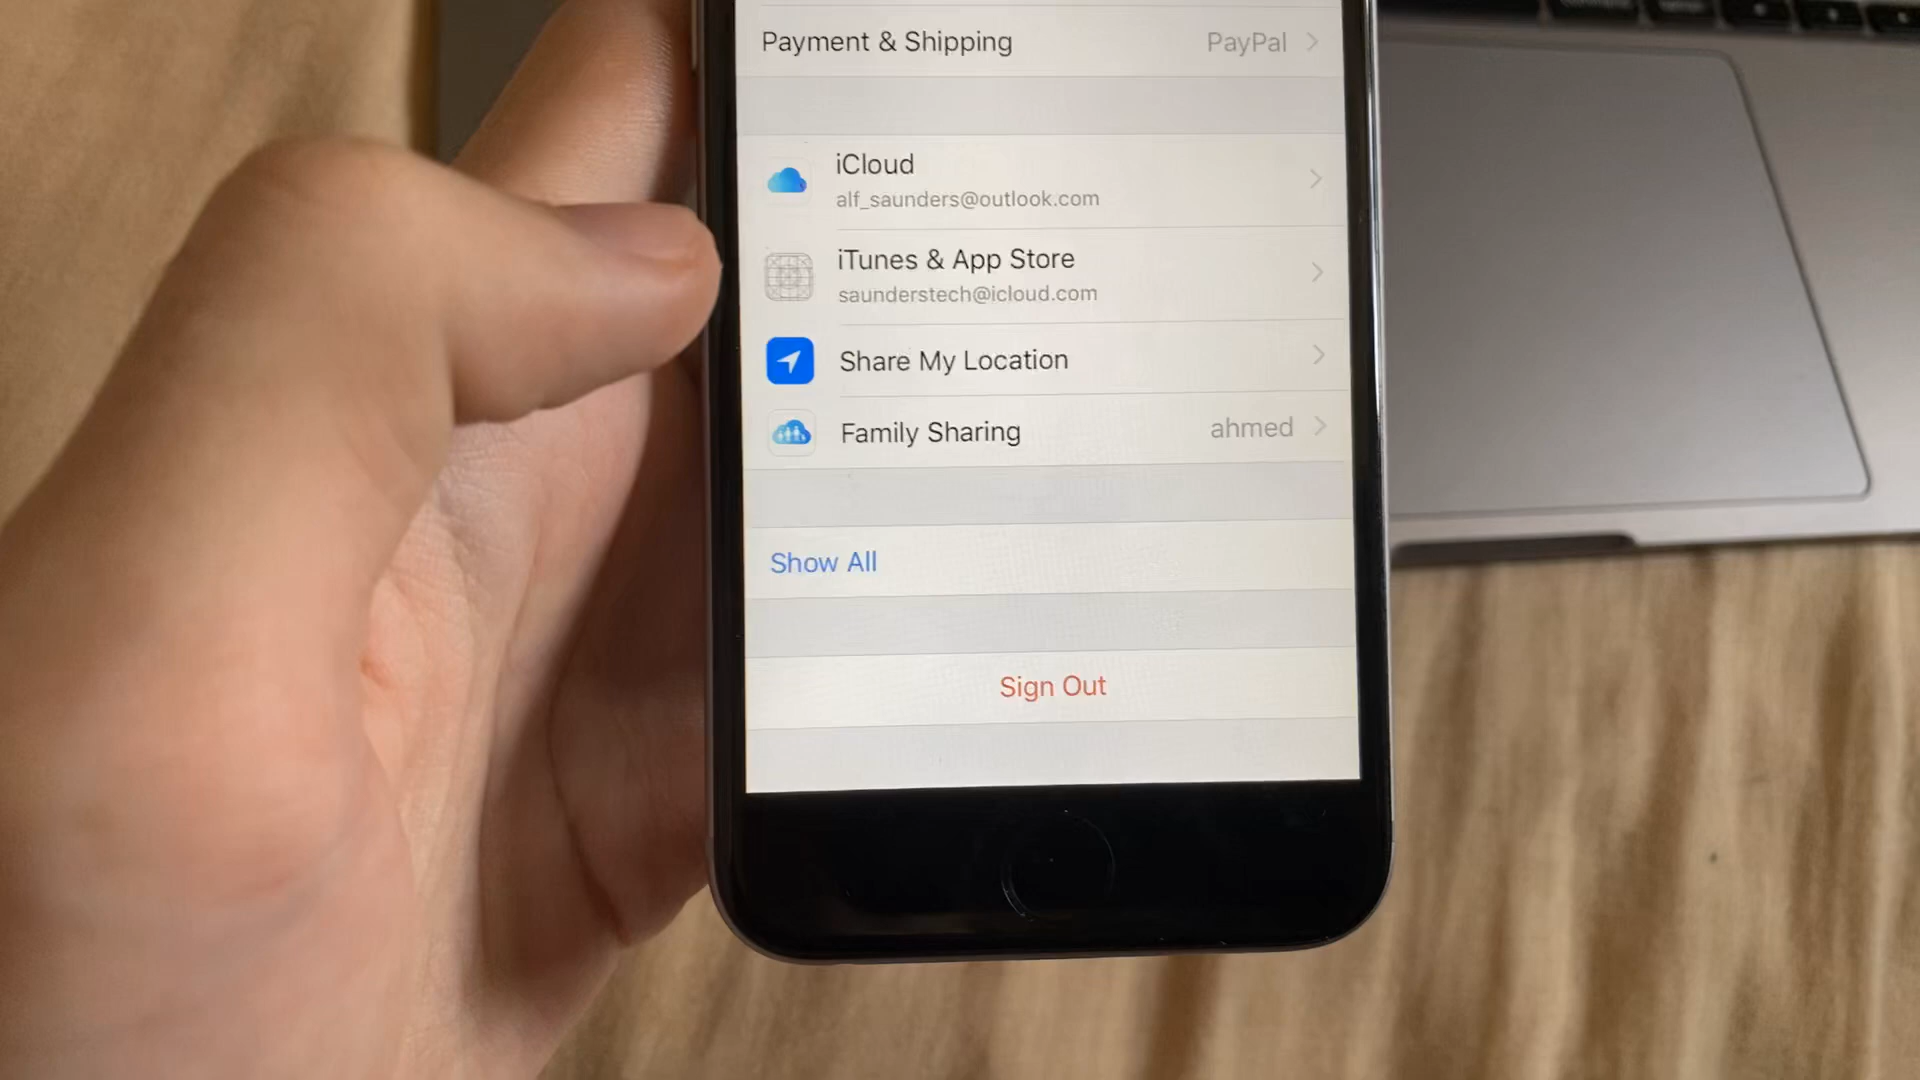 Payment & Shipping PayPal
iCloud
alf_saunders@outlook.com
iTunes & App Store
saunderstech@icloud.com
Share My Location
Family Sharing ahmed
Show All
Sign Out